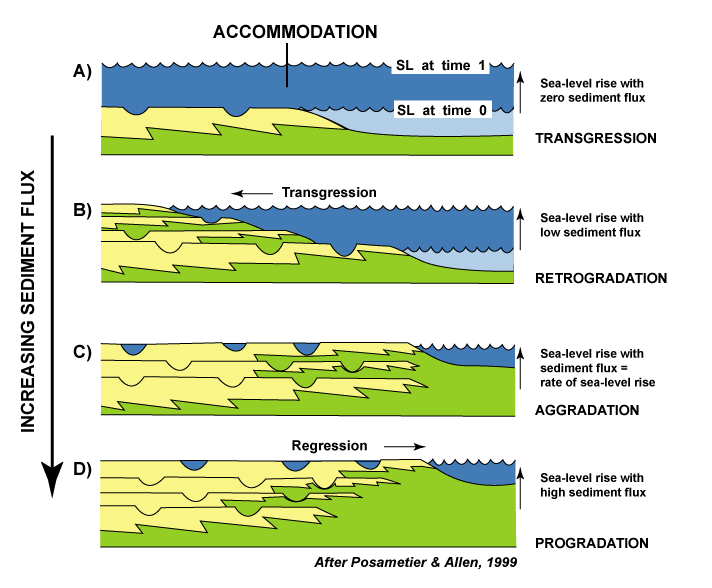 ACCOMMODATION
A)
SL at time 1
SL at time 0
Sea-level rise with
zero sediment flux
TRANSGRESSION
INCREASING SEDIMENT FLUX
B)
Transgression
Sea-level rise with
low sediment flux
RETROGRADATION
C)
Sea-level rise with
sediment flux =
rate of sea-level rise
AGGRADATION
Regression
D)
Sea-level rise with
high sediment flux
PROGRADATION
After Posametier & Allen, 1999